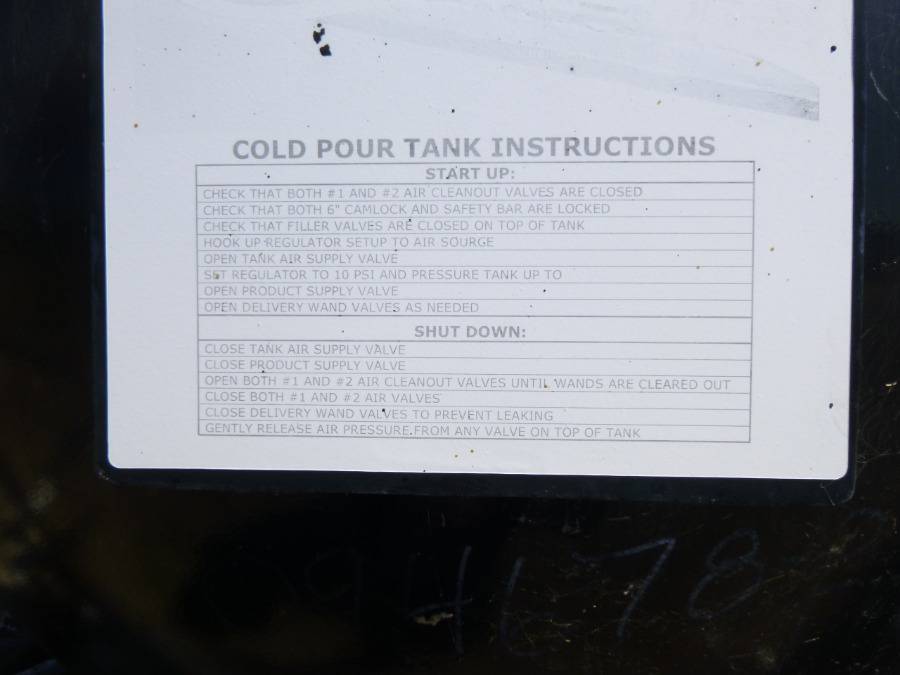 COLD POUR TANK INSTRUCTIONS
START UP:
CHECK THAT BOTH #1 AND #2 AIR CLEANOUT VALVES ARE CLOSED
CHECK THAT BOTH 6" CAMLOCK AND SAFETY BAR ARE LOCKED
CHECK THAT FILLER VALVES ARE CLOSED ON TOP OF TANK
HOOK UP REGULATOR SETUP TO AIR SOURGE
OPEN TANK AIR SUPPLY VALVE
SET REGULATOR TO 10 PSI AND PRESSURE TANK UP TO
OPEN PRODUCT SUPPLY VALVE
OPEN DELIVERY WAND VALVES AS NEEDED
SHUT DOWN:
CLOSE TANK AIR SUPPLY VALVE
CLOSE PRODUCT SUPPLY VALVE
OPEN BOTH #1 AND #2 AIR CLEANOUT VALVES UNTIL WANDS ARE CLEARED OUT
CLOSE BOTH #1 AND #2 AIR VALVES
CLOSE DELIVERY WAND VALVES TO PREVENT LEAKING
GENTLY RELEASE AIR PRESSURE FROM ANY VALVE ON TOP OF TANK